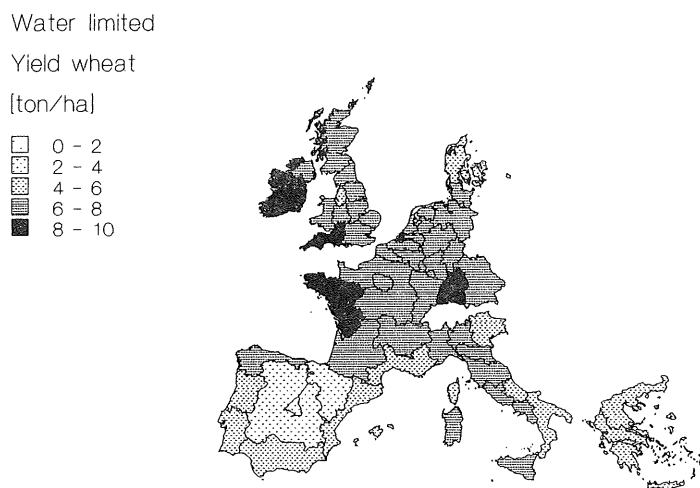 Water limited
Yield wheat
[ton/ha]
0 - 2
2 - 4
4 - 6
6 - 8
8 - 10